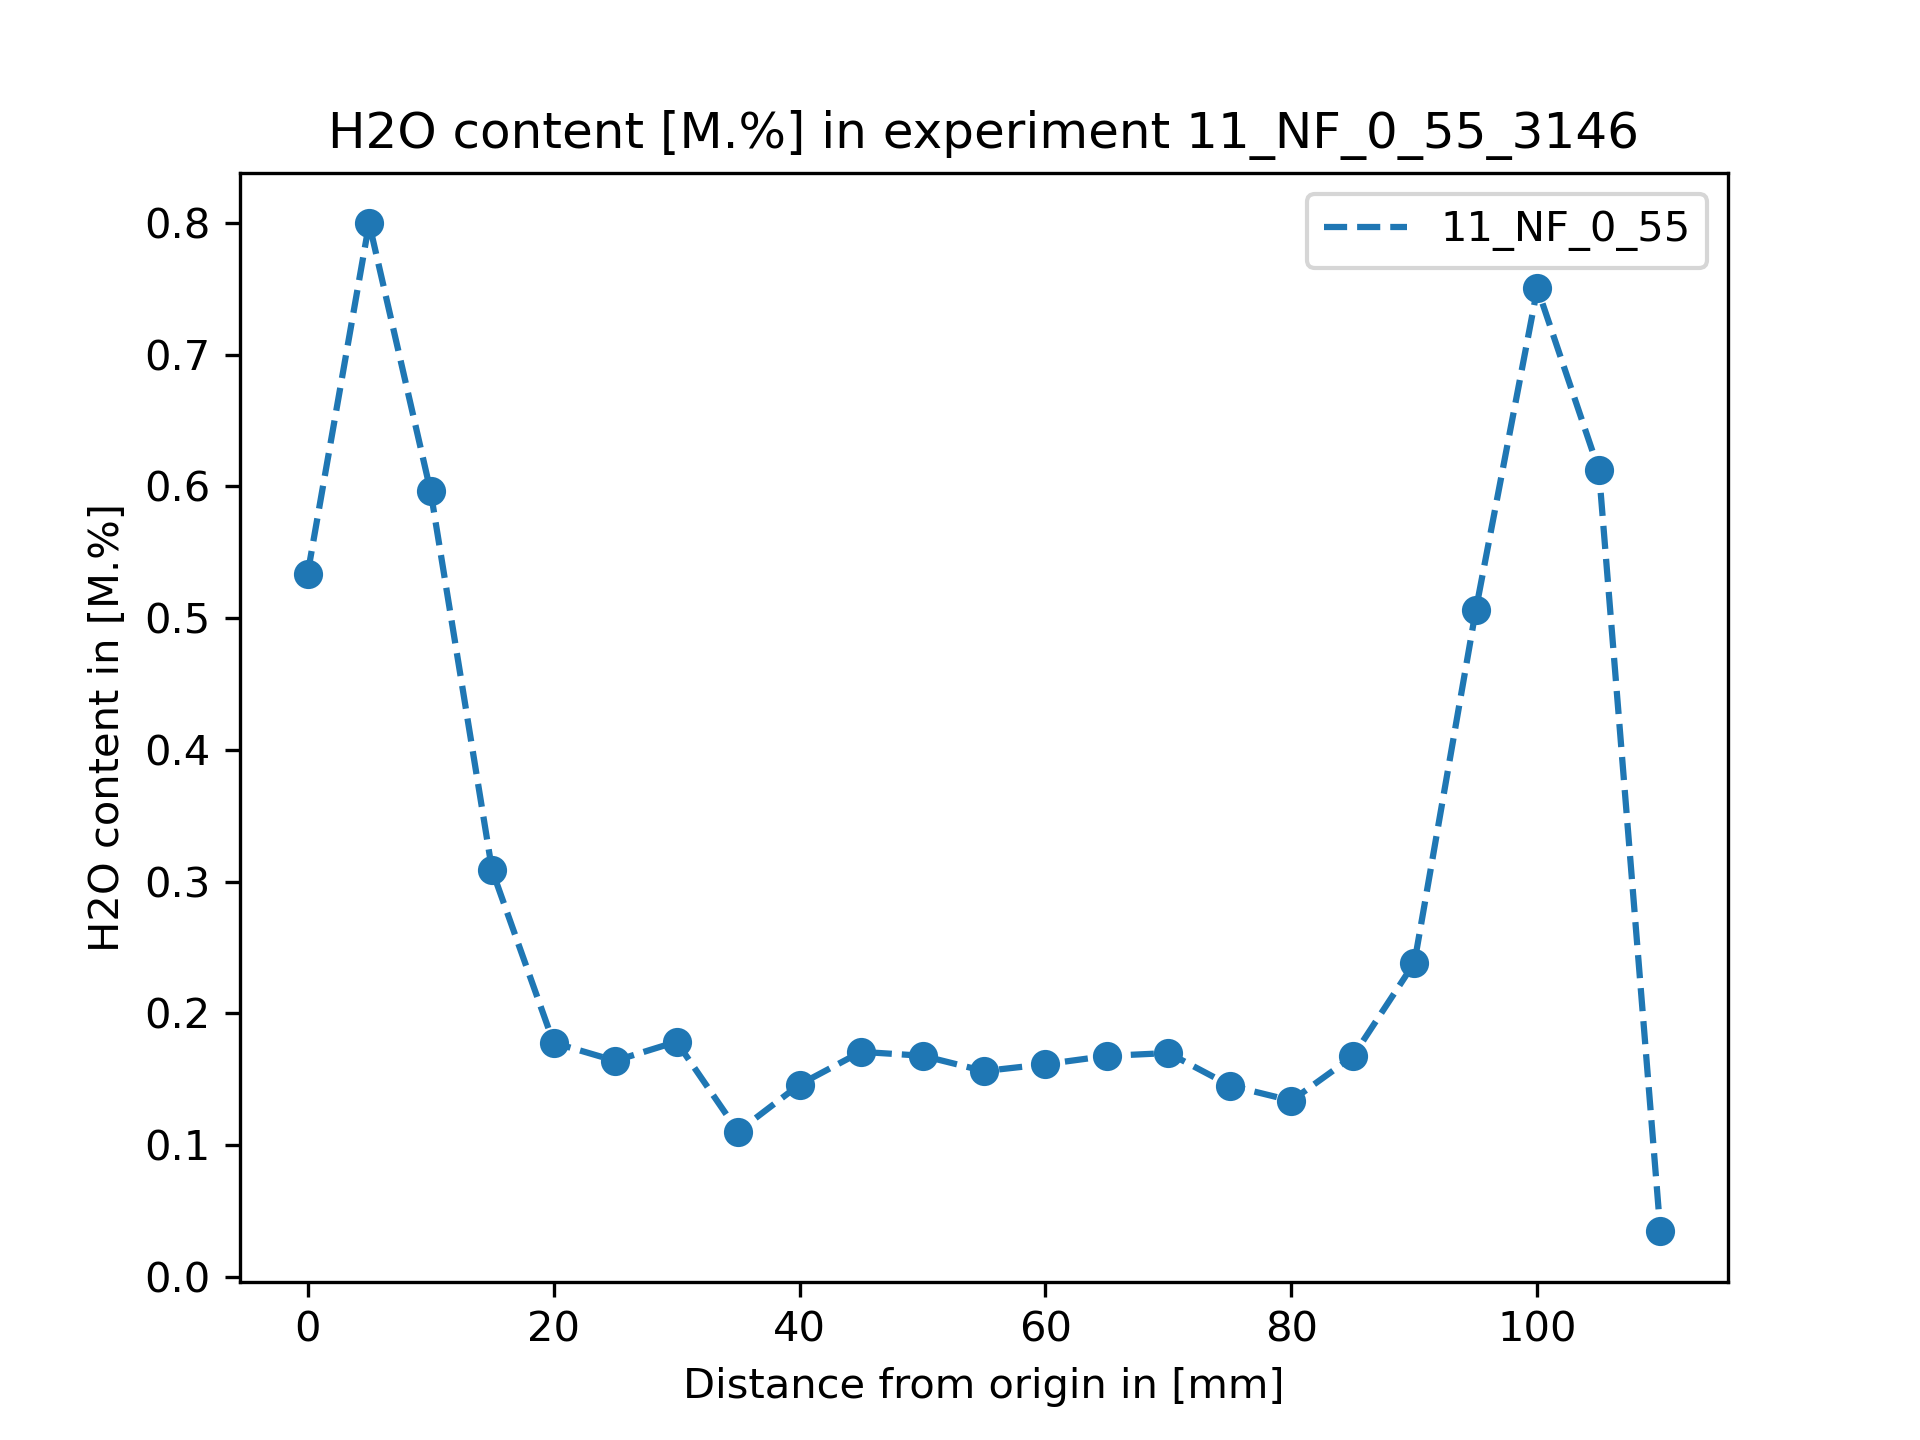 H2O content [M.%] in experiment 11_NF_0_55_3146
11_NF_0_55
0.8
0.7
0.6
0.5
0.4
0.3
0.2
0.1
0.0
H2O content in [M.%]
0 20 40 60 80 100
Distance from origin in [mm]